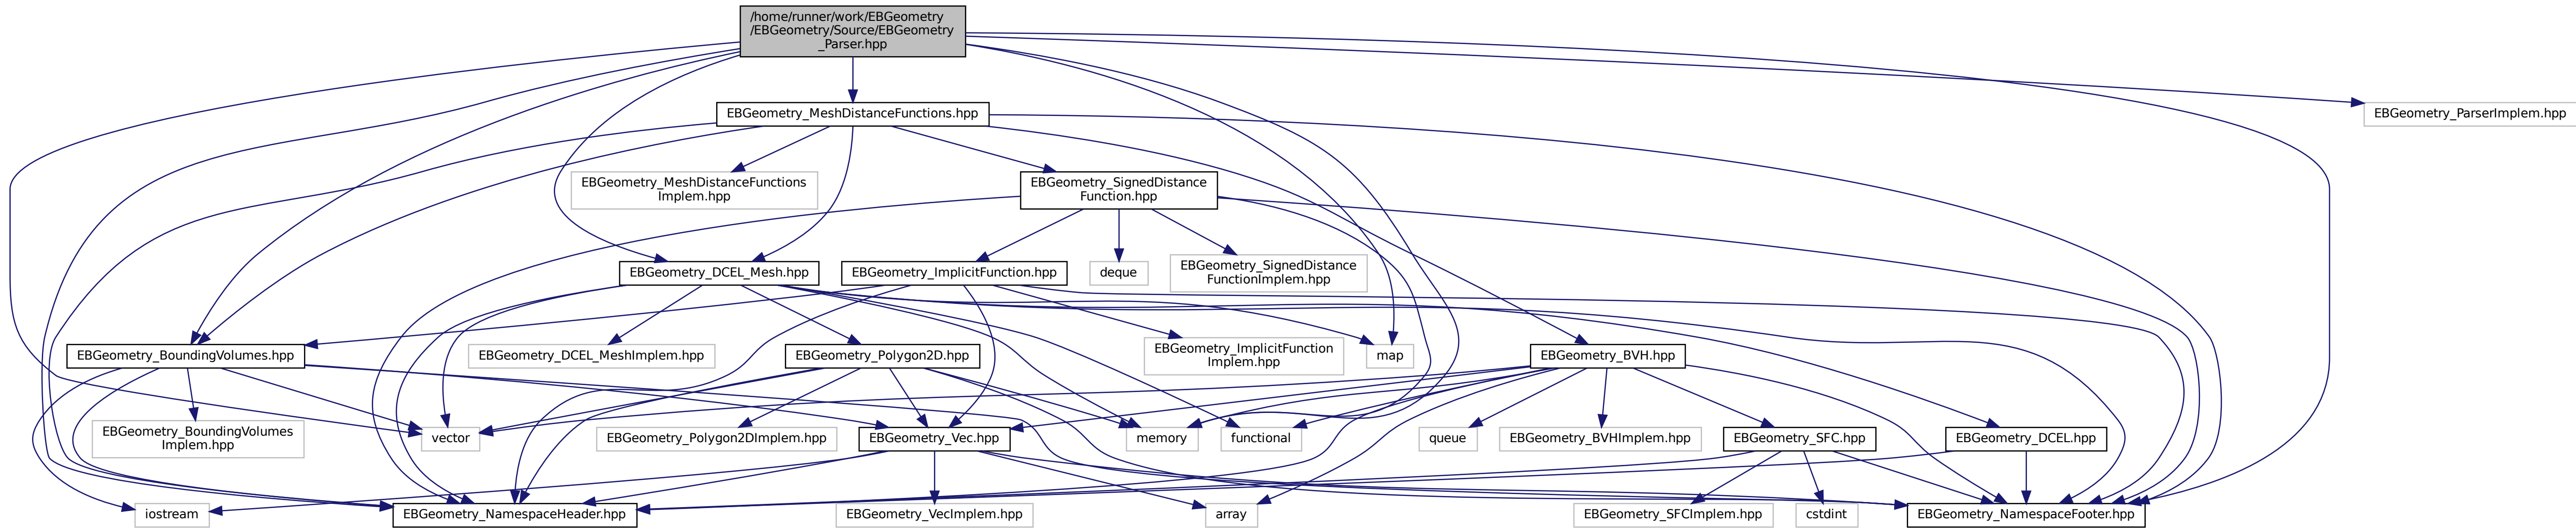 /home/runner/work/EBGeometry
/EBGeometry/Source/EBGeometry
_Parser.hpp
EBGeometry_MeshDistanceFunctions.hpp
EBGeometry_ParserImplem.hpp
EBGeometry_MeshDistanceFunctions
Implem.hpp
EBGeometry_SignedDistance
Function.hpp
EBGeometry_DCEL_Mesh.hpp
EBGeometry_ImplicitFunction.hpp
deque
EBGeometry_SignedDistance
FunctionImplem.hpp
EBGeometry_BoundingVolumes.hpp
EBGeometry_DCEL_MeshImplem.hpp
EBGeometry_Polygon2D.hpp
EBGeometry_ImplicitFunction
Implem.hpp
map
EBGeometry_BVH.hpp
EBGeometry_BoundingVolumes
Implem.hpp
vector
EBGeometry_Polygon2DImplem.hpp
EBGeometry_Vec.hpp
memory
functional
queue
EBGeometry_BVHImplem.hpp
EBGeometry_SFC.hpp
EBGeometry_DCEL.hpp
iostream
EBGeometry_NamespaceHeader.hpp
EBGeometry_VecImplem.hpp
array
EBGeometry_SFCImplem.hpp
cstdint
EBGeometry_NamespaceFooter.hpp